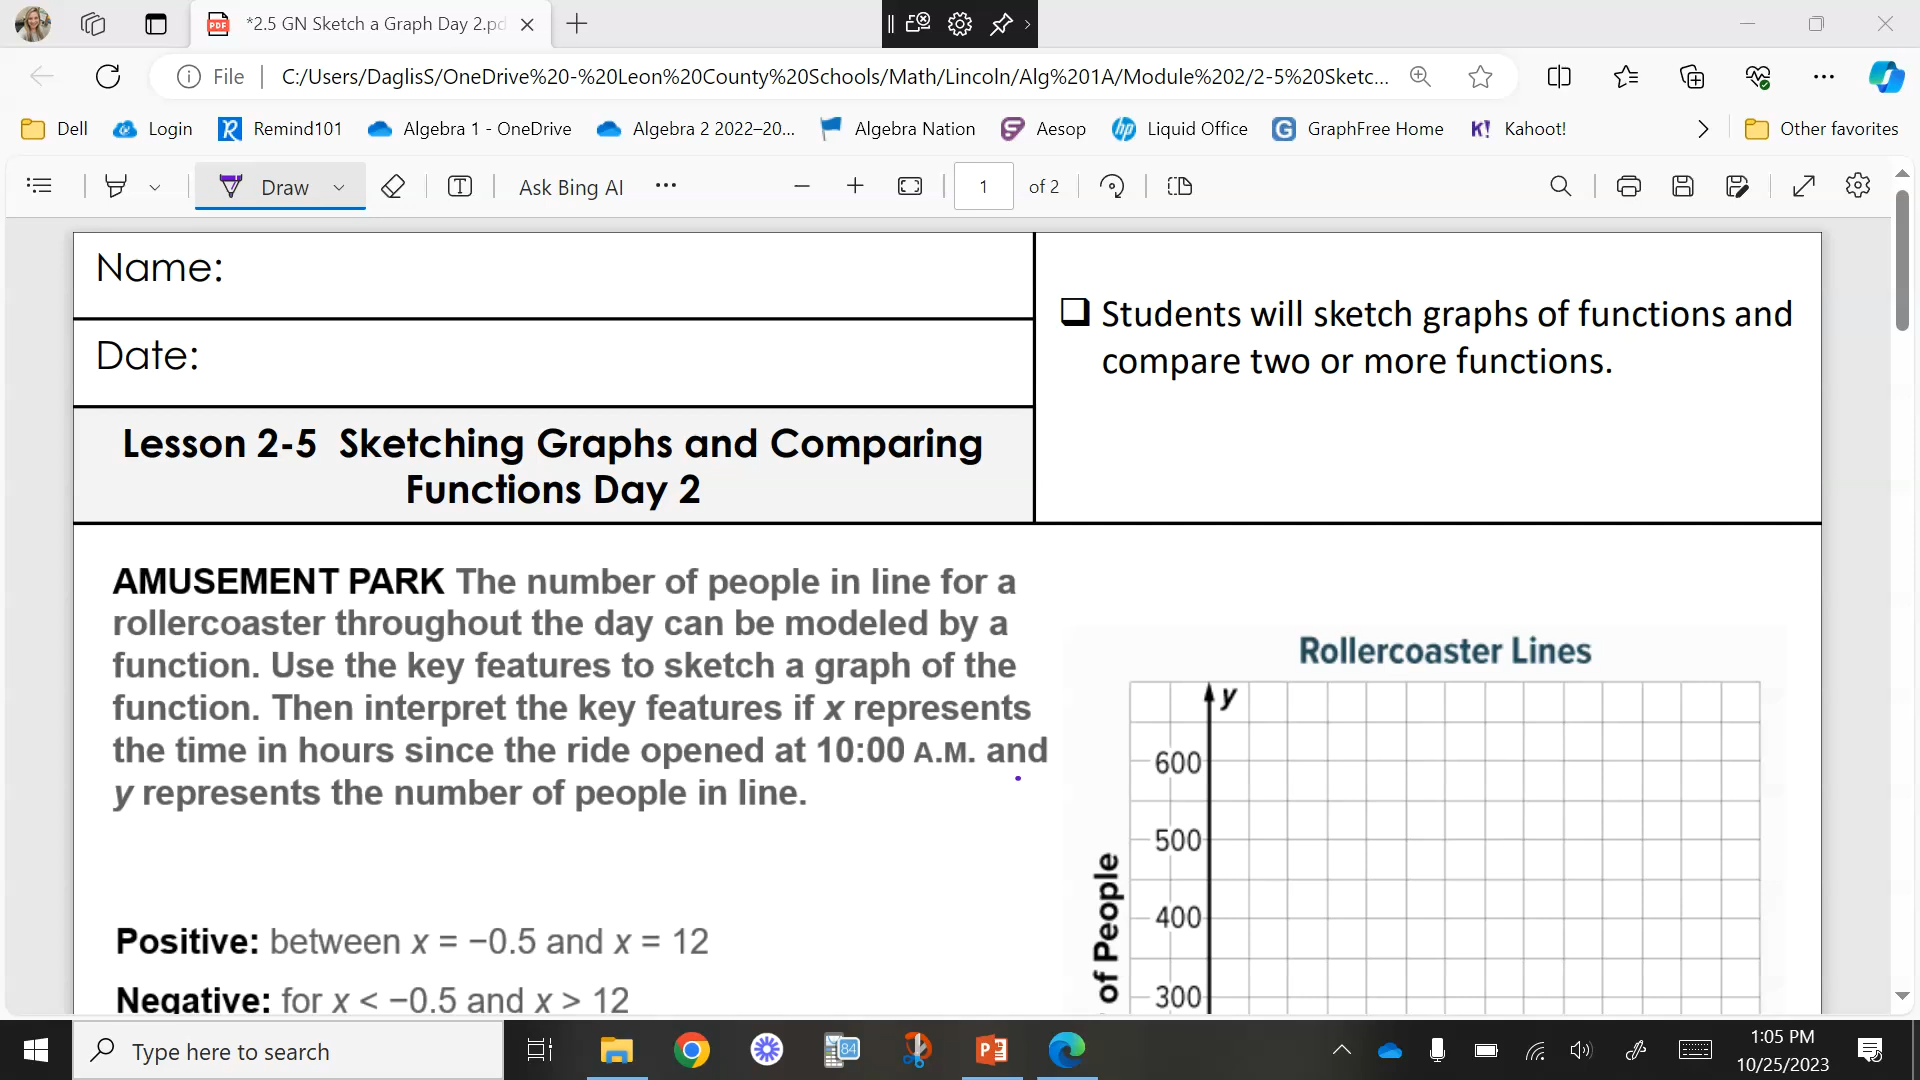 *2.5 GN Sketch a Graph Day 2.pd
File
C:/Users/DaglisS/OneDrive%20-%20Leon%20County%20Schools/Math/Lincoln/Alg%201A/Module%202/2-5%20Sketc...
Dell
Login
Remind101
Algebra 1 - OneDrive
Algebra 2 2022–20...
Algebra Nation
Aesop
Liquid Office
GraphFree Home
Kahoot!
Other favorites
Draw
Ask Bing AI
1 of 2
Name:
Date:
Lesson 2-5 Sketching Graphs and Comparing
Functions Day 2
Students will sketch graphs of functions and
compare two or more functions.
AMUSEMENT PARK The number of people in line for a
rollercoaster throughout the day can be modeled by a
function. Use the key features to sketch a graph of the
function. Then interpret the key features if x represents
the time in hours since the ride opened at 10:00 A.M. and
y represents the number of people in line.
Positive: between x = −0.5 and x = 12
Negative: for x < −0.5 and x > 12
Rollercoaster Lines
y
600
500
400
300
of People
Type here to search
84
1:05 PM
10/25/2023